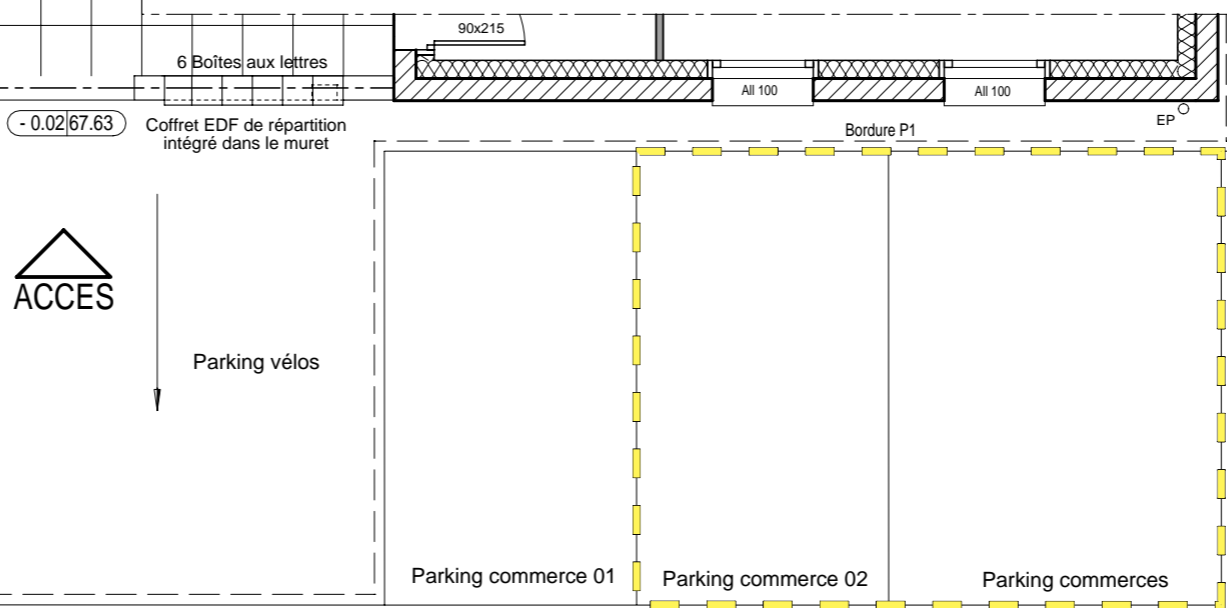 90x215
6 Boîtes aux lettres
All 100
All 100
- 0.02 67.63
Coffret EDF de répartition
intégré dans le muret
Bordure P1
EP
ACCES
Parking vélos
Parking commerce 01
Parking commerce 02
Parking commerces